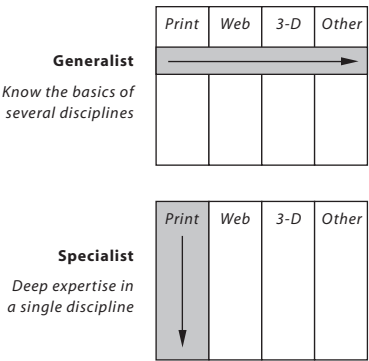 Print Web 3-D Other
Generalist
Know the basics of
several disciplines
Print Web 3-D Other
Specialist
Deep expertise in
a single discipline